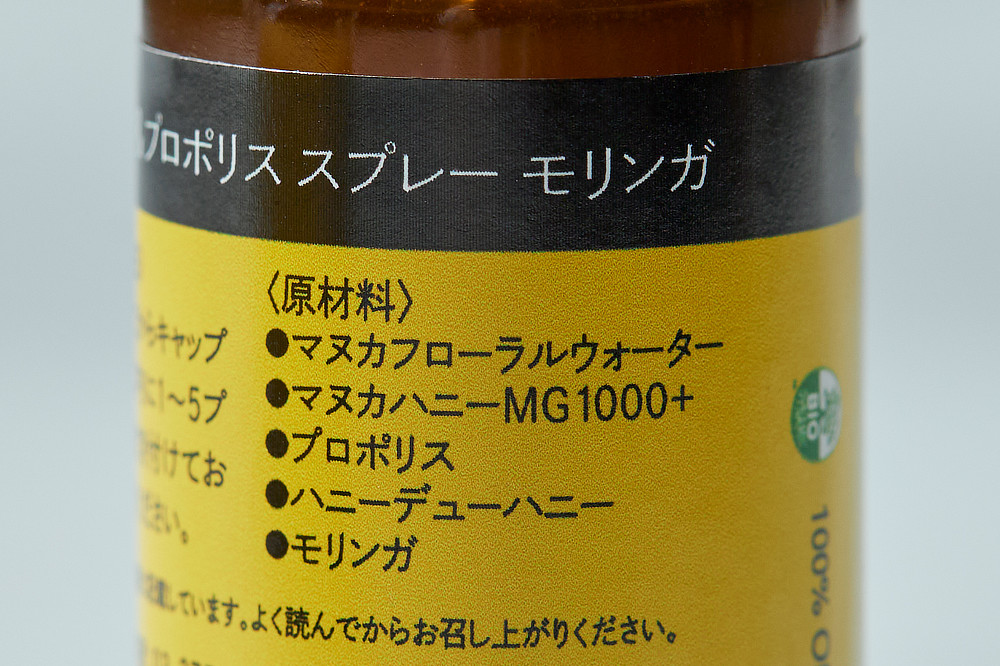 プロポリス スプレー モリンガ
〈原材料〉
●マヌカフローラルウォーター
●マヌカハニーMG1000+
●プロポリス
●ハニーデューハニー
●モリンガ
らキャップ
に1〜5プ
付けてお
ださい。
しています。よく読んでからお召し上がりください。
BIO
100% O